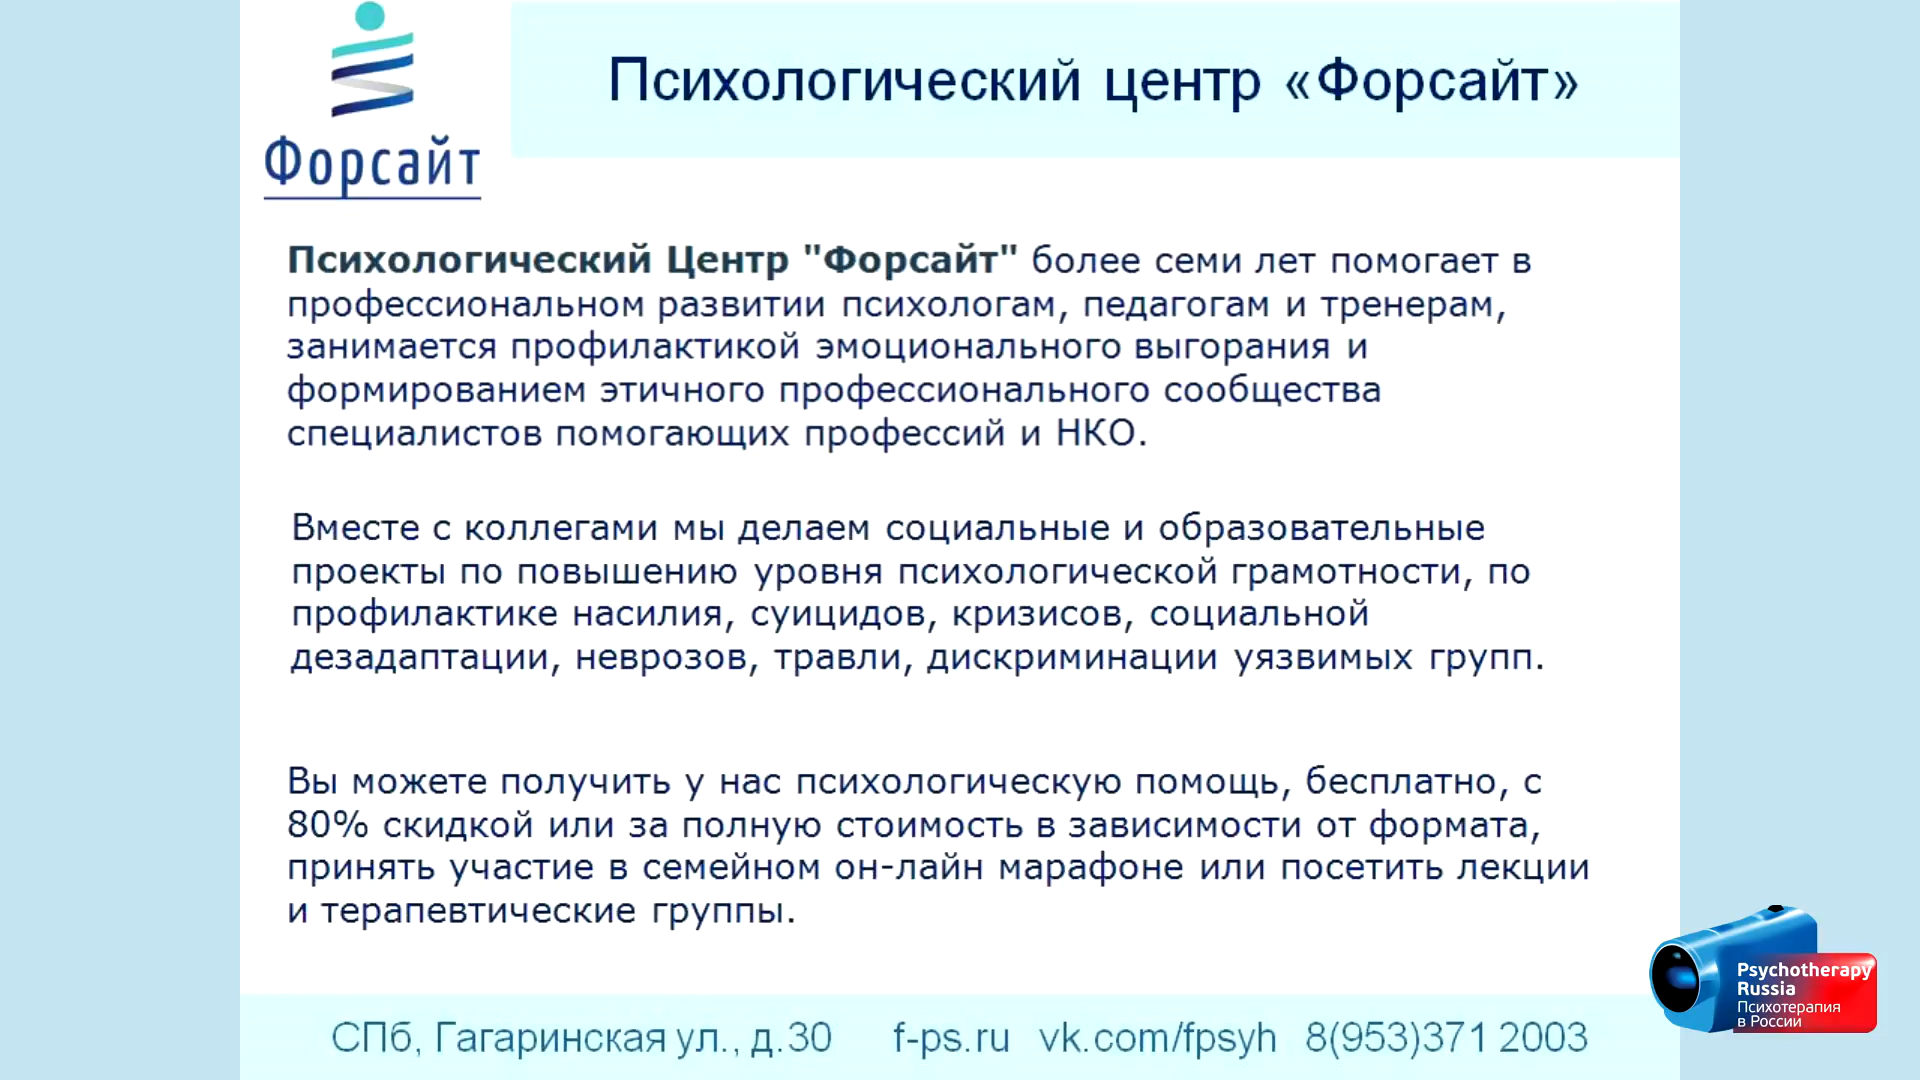 Форсайт
Психологический центр «Форсайт»
Психологический Центр "Форсайт" более семи лет помогает в
профессиональном развитии психологам, педагогам и тренерам,
занимается профилактикой эмоционального выгорания и
формированием этичного профессионального сообщества
специалистов помогающих профессий и НКО.
Вместе с коллегами мы делаем социальные и образовательные
проекты по повышению уровня психологической грамотности, по
профилактике насилия, суицидов, кризисов, социальной
дезадаптации, неврозов, травли, дискриминации уязвимых групп.
Вы можете получить у нас психологическую помощь, бесплатно, с
80% скидкой или за полную стоимость в зависимости от формата,
принять участие в семейном он-лайн марафоне или посетить лекции
и терапевтические группы.
СПб, Гагаринская ул., д.30 f-ps.ru vk.com/fpsyh 8(953)371 2003
Psychotherapy
Russia
Психотерапия
в России